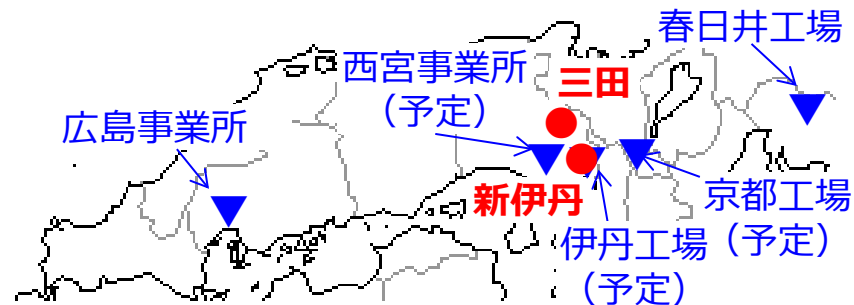 春日井工場
西宮事業所
(予定)
三田
広島事業所
新伊丹
京都工場
(予定)
伊丹工場
(予定)